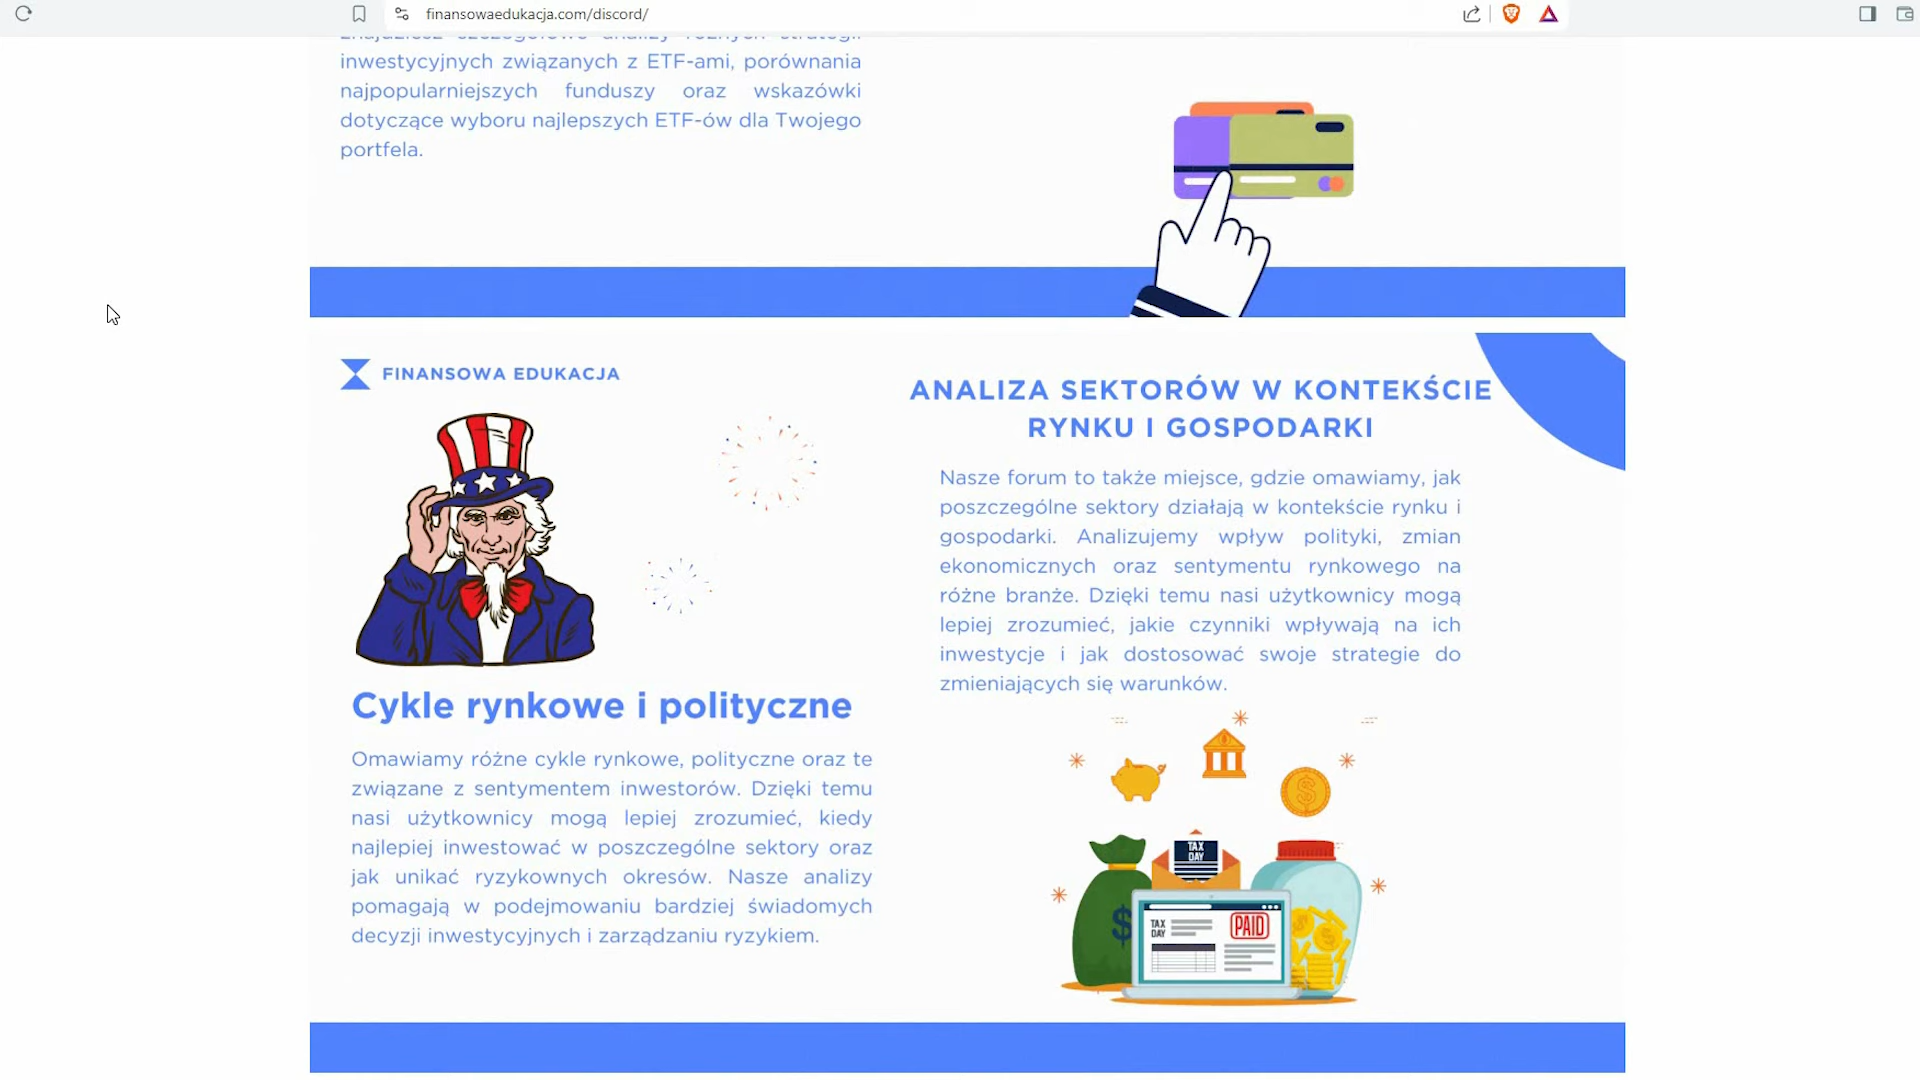 finansowaedukacja.com/discord/
znajdziesz szczegółowe analizy różnych strategii
inwestycyjnych związanych z ETF-ami, porównania
najpopularniejszych funduszy oraz wskazówki
dotyczące wyboru najlepszych ETF-ów dla Twojego
portfela.
FINANSOWA EDUKACJA
Cykle rynkowe i polityczne
Omawiamy różne cykle rynkowe, polityczne oraz te
związane z sentymentem inwestorów. Dzięki temu
nasi użytkownicy mogą lepiej zrozumieć, kiedy
najlepiej inwestować w poszczególne sektory oraz
jak unikać ryzykownych okresów. Nasze analizy
pomagają w podejmowaniu bardziej świadomych
decyzji inwestycyjnych i zarządzaniu ryzykiem.
ANALIZA SEKTORÓW W KONTEKŚCIE
RYNKU I GOSPODARKI
Nasze forum to także miejsce, gdzie omawiamy, jak
poszczególne sektory działają w kontekście rynku i
gospodarki. Analizujemy wpływ polityki, zmian
ekonomicznych oraz sentymentu rynkowego na
różne branże. Dzięki temu nasi użytkownicy mogą
lepiej zrozumieć, jakie czynniki wpływają na ich
inwestycje i jak dostosować swoje strategie do
zmieniających się warunków.
TAX
DAY
TAX
DAY
PAID